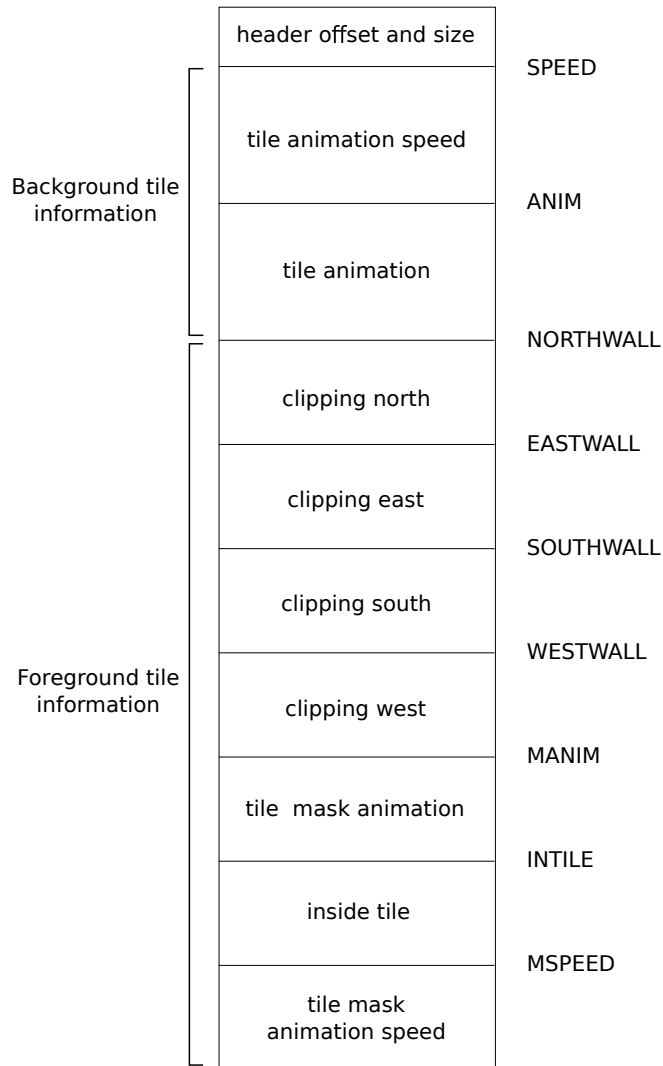 header offset and size
SPEED
tile animation speed
Background tile
information
ANIM
tile animation
NORTHWALL
clipping north
EASTWALL
clipping east
SOUTHWALL
clipping south
WESTWALL
Foreground tile
information
clipping west
MANIM
tile mask animation
INTILE
inside tile
MSPEED
tile mask
animation speed